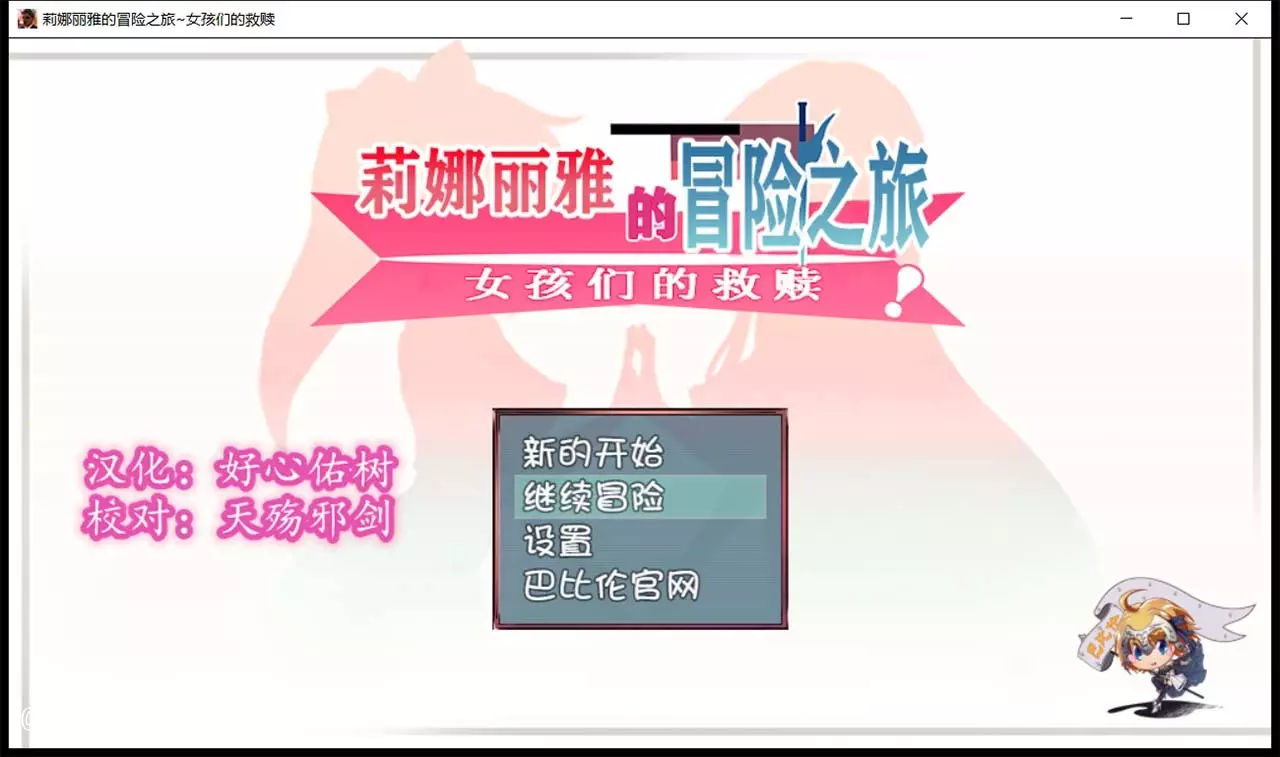 莉娜丽雅的冒险之旅~女孩们的救赎
莉娜丽雅的冒险之旅
女孩们的救赎!
新的开始
继续冒险
设置
巴比伦官网
汉化：好心佑树
校对：天殇邪剑